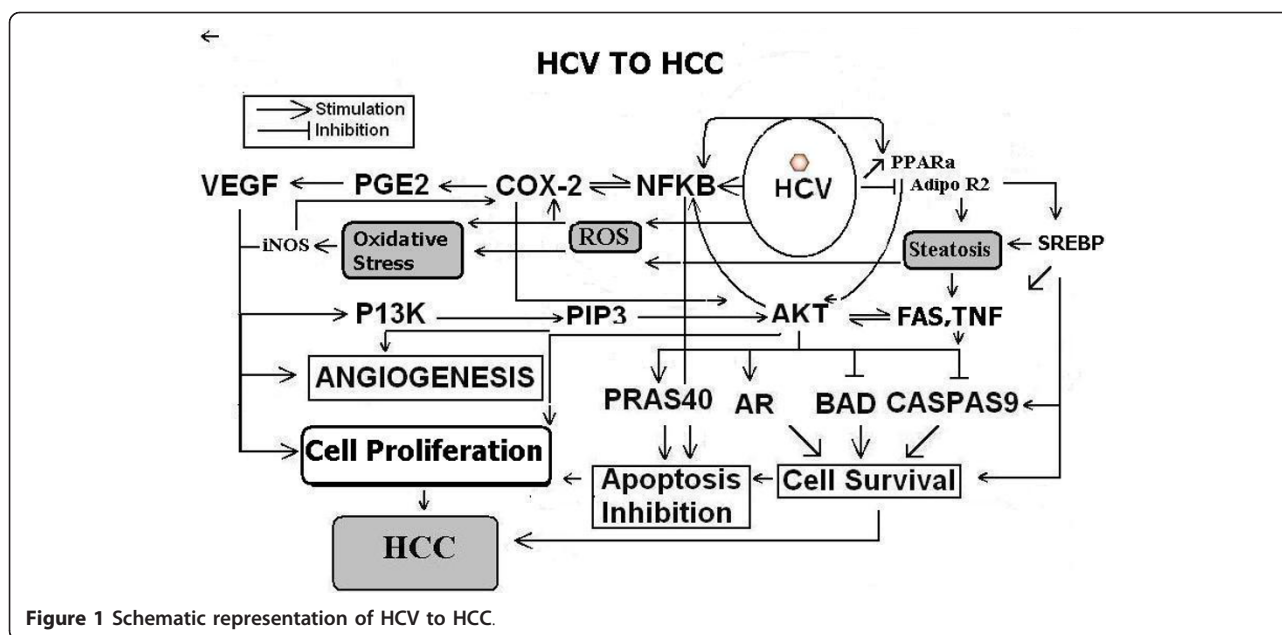 HCV TO HCC
Stimulation
Inhibition
VEGF
PGE2
COX-2
NFKB
HCV
PPARa
Adipo R2
iNOS
Oxidative
Stress
ROS
Steatosis
SREBP
P13K
PIP3
AKT
FAS,TNF
ANGIOGENESIS
PRAS40
AR
BAD
CASPAS9
Cell Proliferation
Apoptosis
Inhibition
Cell Survival
HCC
Figure 1 Schematic representation of HCV to HCC.